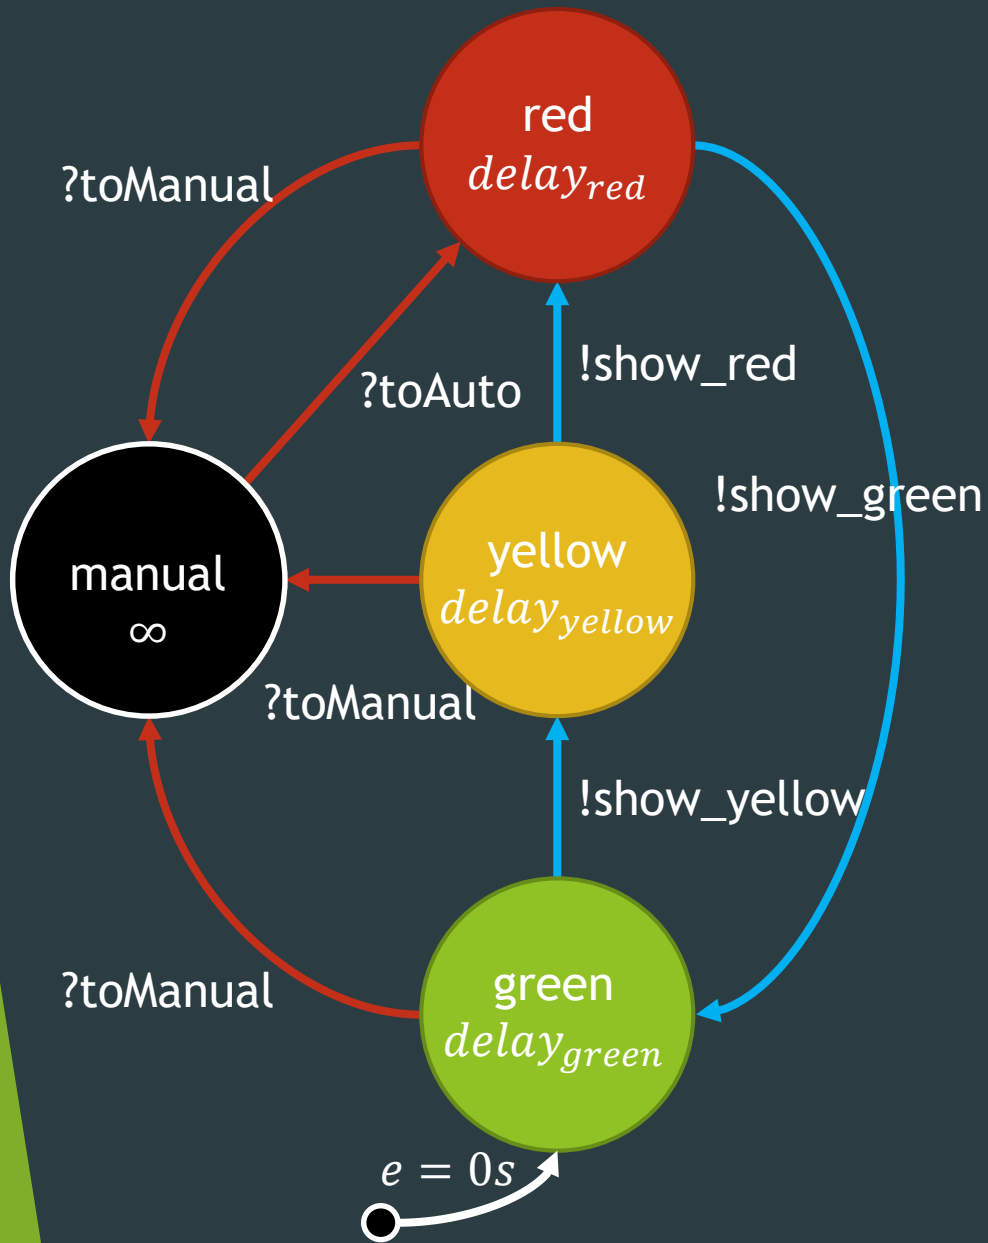 red
delay_red
?toManual
!show_red
?toAuto
!show_green
yellow
delay_yellow
manual
∞
?toManual
!show_yellow
?toManual
green
delay_green
e = 0s